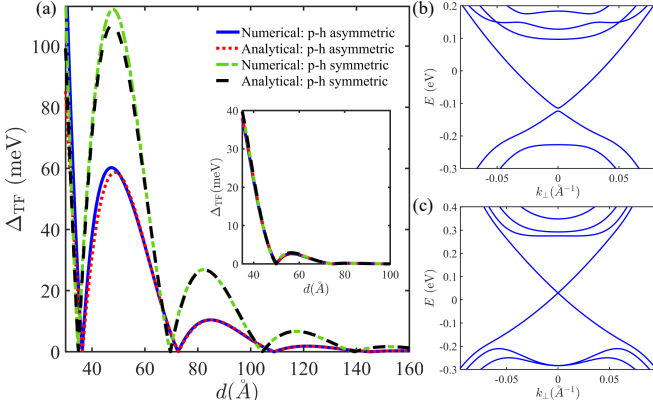 (a)
Numerical: p-h asymmetric
Analytical: p-h asymmetric
Numerical: p-h symmetric
Analytical: p-h symmetric
100
80
60
40
20
0
Δ_TF (meV)
40 60 80 100 120 140 160
d(Å)
40
30
20
10
0
Δ_TF(meV)
40 60 80 100
d(Å)
(b)
0.2
0.1
0
-0.1
-0.2
-0.3
E (eV)
-0.05 0 0.05
k⊥(Å⁻¹)
(c)
0.4
0.3
0.2
0.1
0
-0.1
-0.2
-0.3
E (eV)
-0.05 0 0.05
k⊥(Å⁻¹)